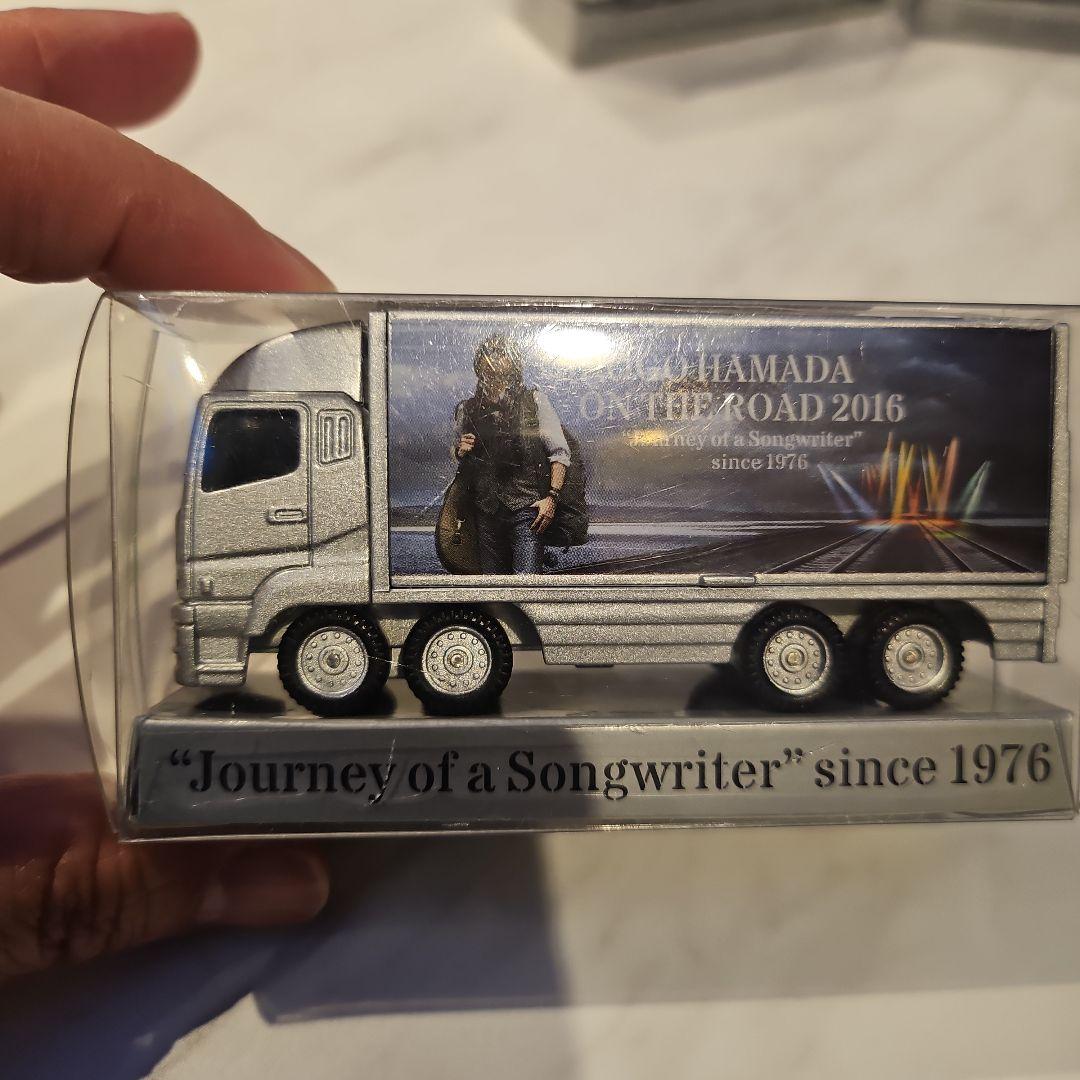 HAMADA
ON THE ROAD 2016
"Journey of a Songwriter"
since 1976
"Journey of a Songwriter" since 1976